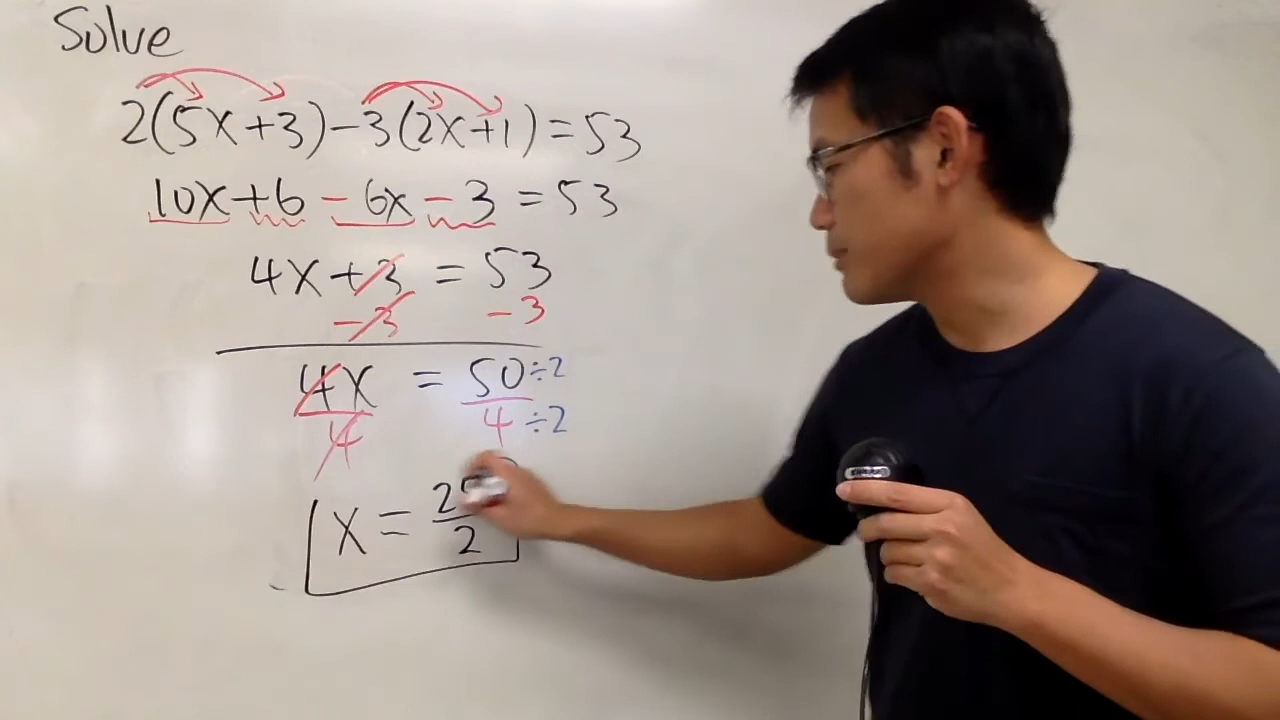 Solve
2(5x+3)-3(2x+1)=53
10x+6-6x-3=53
4x+3=53
-3 -3
4x = 50÷2
4 4÷2
x = 2
2